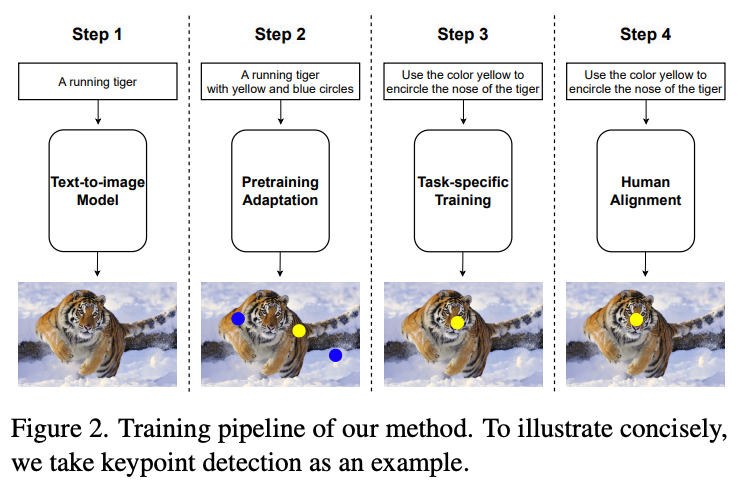 Step 1
Step 2
Step 3
Step 4
A running tiger
A running tiger
with yellow and blue circles
Use the color yellow to
encircle the nose of the tiger
Use the color yellow to
encircle the nose of the tiger
Text-to-image
Model
Pretraining
Adaptation
Task-specific
Training
Human
Alignment
Figure 2. Training pipeline of our method. To illustrate concisely,
we take keypoint detection as an example.